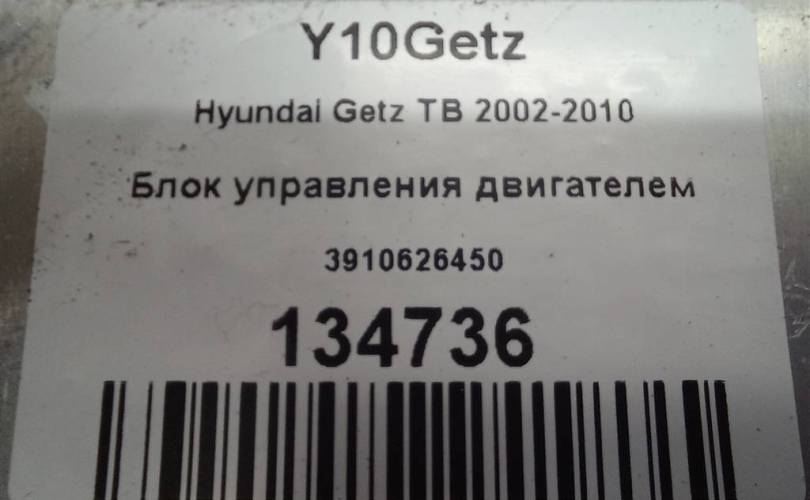 Y10Getz
Hyundai Getz TB 2002-2010
Блок управления двигателем
3910626450
134736